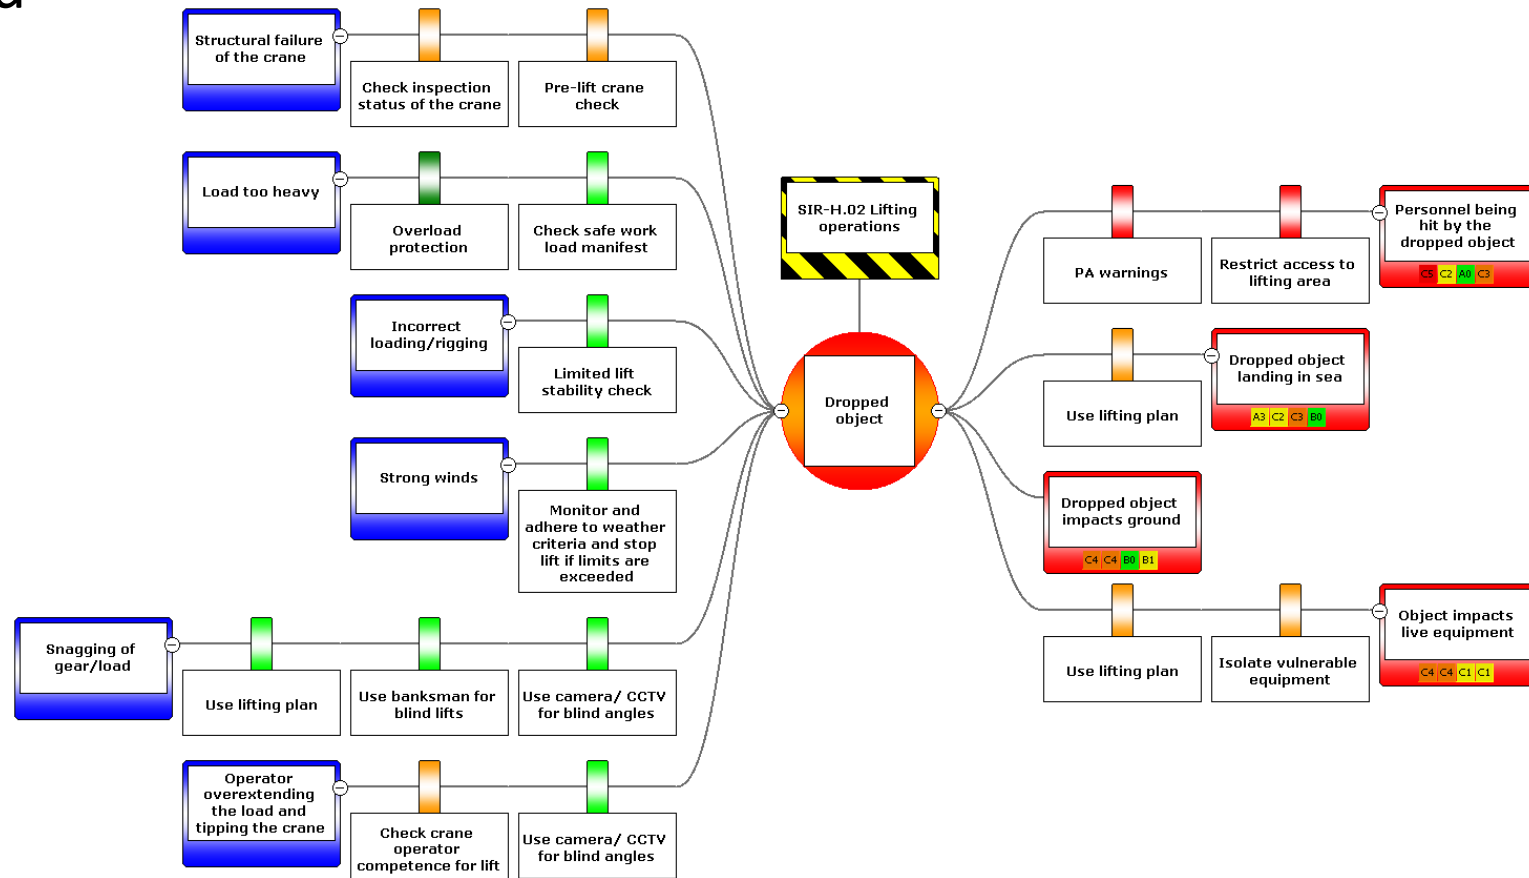 Structural failure
of the crane
Check inspection
status of the crane
Pre-lift crane
check
Load too heavy
Overload
protection
Check safe work
load manifest
Incorrect
loading/rigging
Limited lift
stability check
Strong winds
Monitor and
adhere to weather
criteria and stop
lift if limits are
exceeded
Snagging of
gear/load
Use lifting plan
Use banksman for
blind lifts
Use camera/ CCTV
for blind angles
Operator
overextending
the load and
tipping the crane
Check crane
operator
competence for lift
Use camera/ CCTV
for blind angles
SIR-H.02 Lifting
operations
Dropped
object
PA warnings
Restrict access to
lifting area
Personnel being
hit by the
dropped object
C5 C2 A0 C3
Use lifting plan
Dropped object
landing in sea
A3 C2 C3 B0
Dropped object
impacts ground
C4 C4 B0 B1
Use lifting plan
Isolate vulnerable
equipment
Object impacts
live equipment
C4 C4 C1 C1